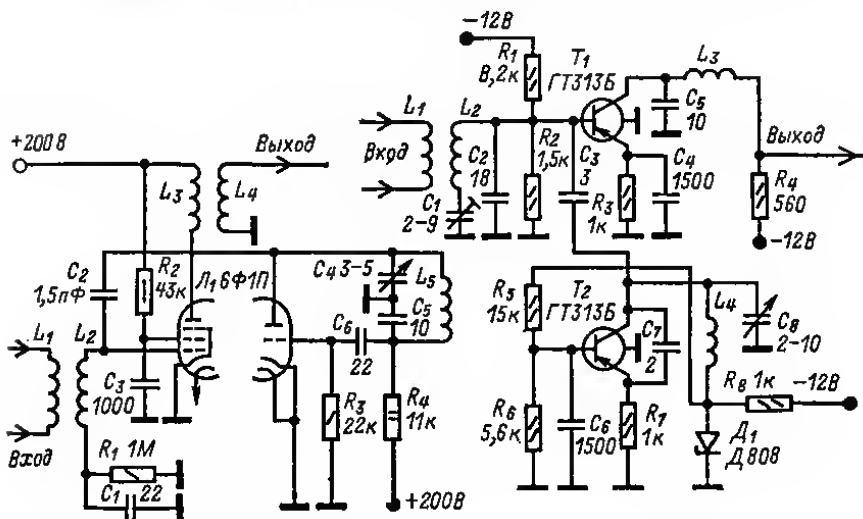 +200В
L₃
L₄
Выход
C₂
1,5пФ
R₂
43к
Л₁ 6Ф1П
C₄ 3-5
L₅
C₅
10
C₆
22
L₁
L₂
C₃
1000
R₃
22к
R₄
11к
Вход
R₁ 1М
C₁
22
+200В
-12В
R₁
8,2к
T₁
ГТ313Б
L₃
L₁
L₂
Вход
C₂
18
R₂
1,5к
C₃
3
C₁
2-9
R₃
1к
C₄
1500
C₅
10
Выход
R₄
560
-12В
R₅
15к
T₂
ГТ313Б
C₇
2
L₄
C₈
2-10
R₆
5,6к
C₆
1500
R₇
1к
R₈ 1к
-12В
Д₁
Д808